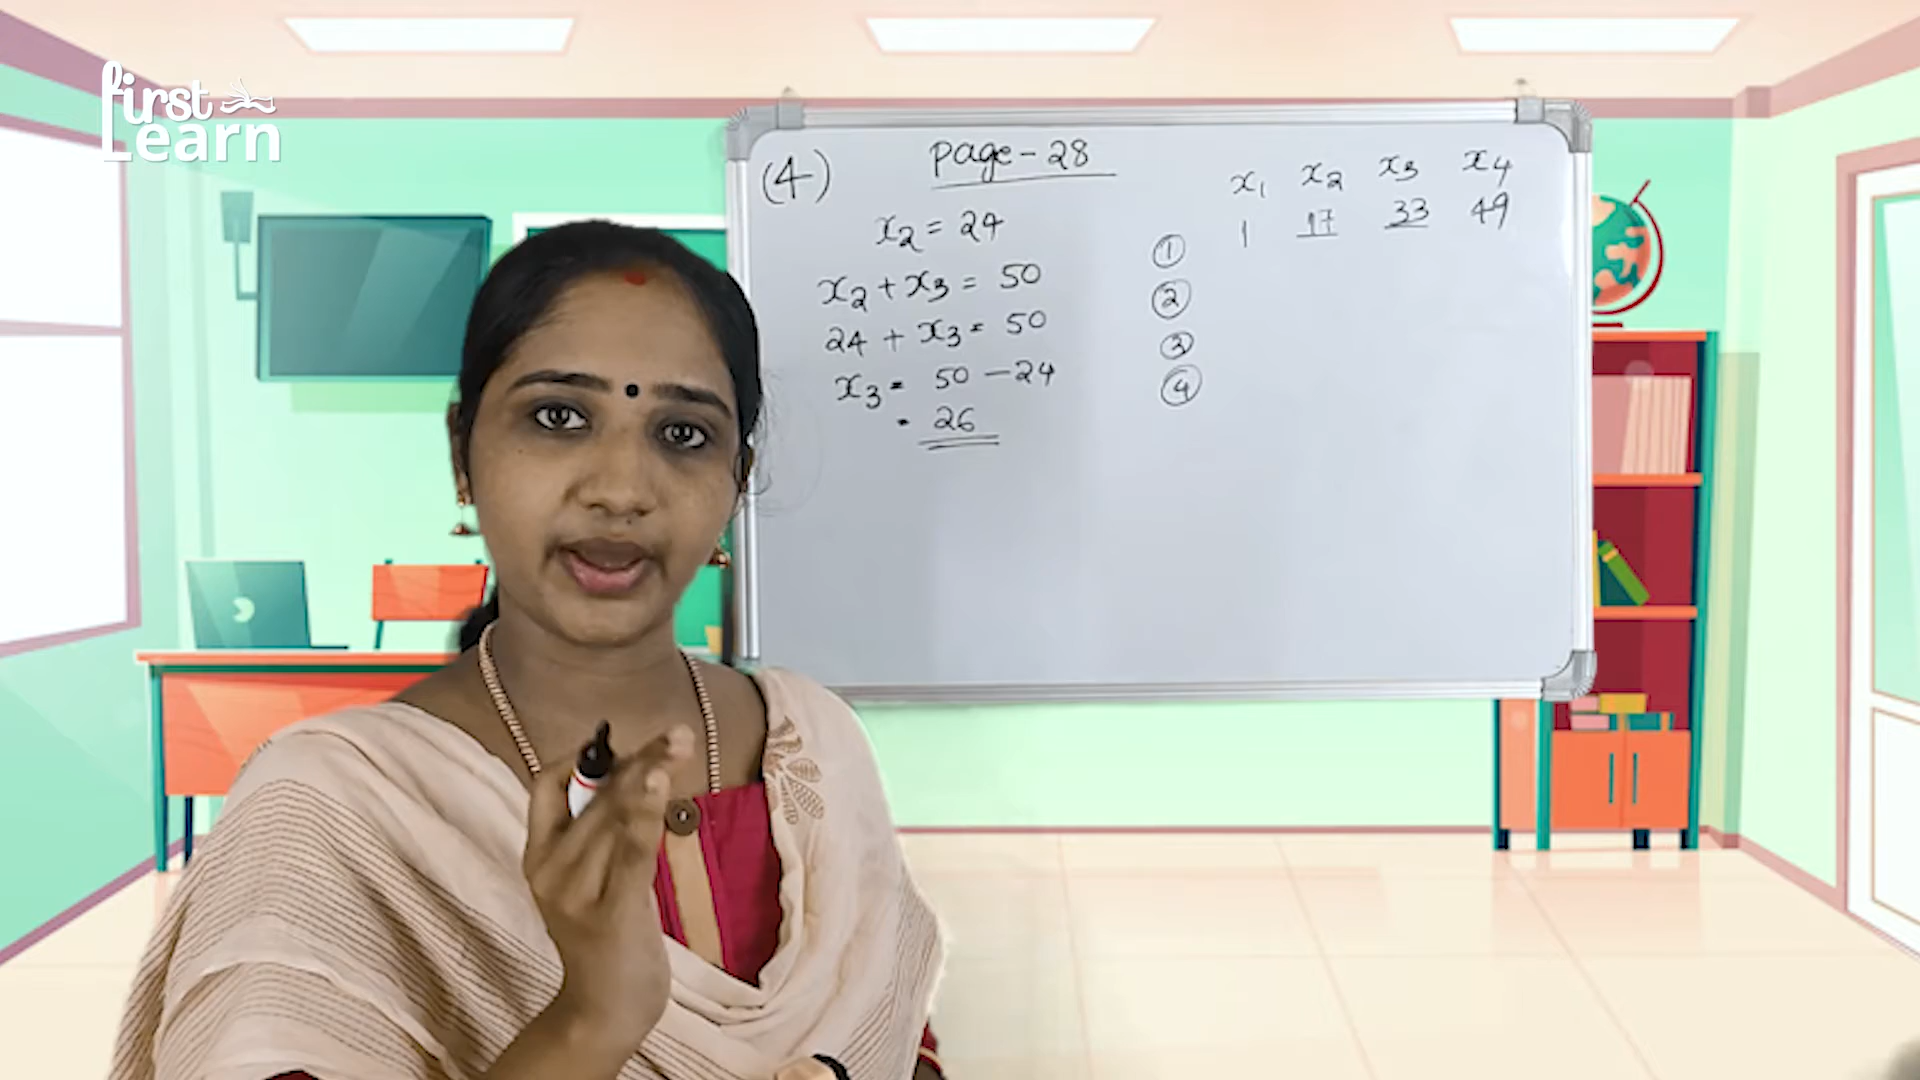 first
Learn
(4)
Page-28
x₂ = 24
x₂ + x₃ = 50
24 + x₃ = 50
x₃ = 50 - 24
= 26
x₁ x₂ x₃ x₄
① 1 17 33 49
②
③
④